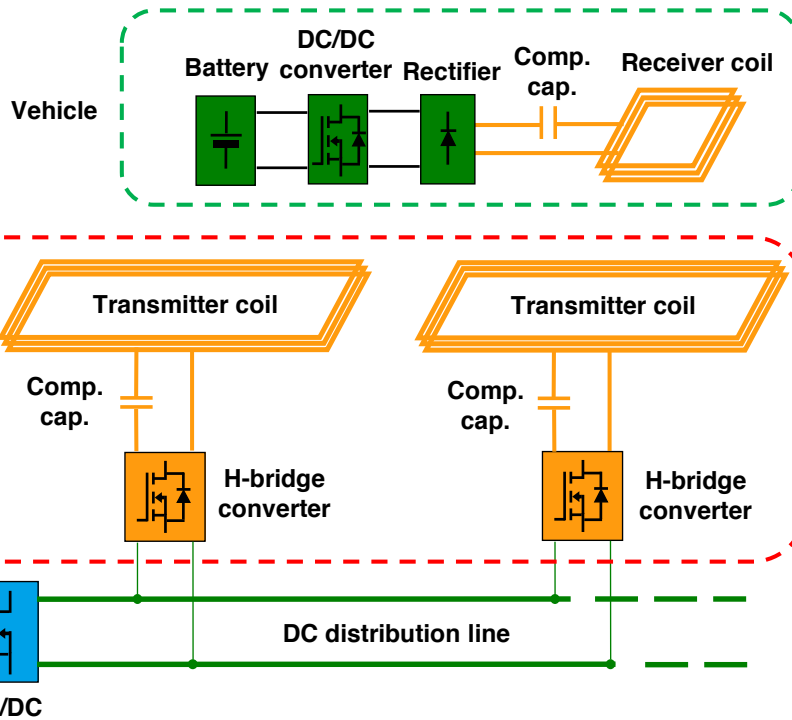 Vehicle
Battery
DC/DC
converter
Rectifier
Comp.
cap.
Receiver coil
Transmitter coil
Transmitter coil
Comp.
cap.
Comp.
cap.
H-bridge
converter
H-bridge
converter
DC distribution line
/DC